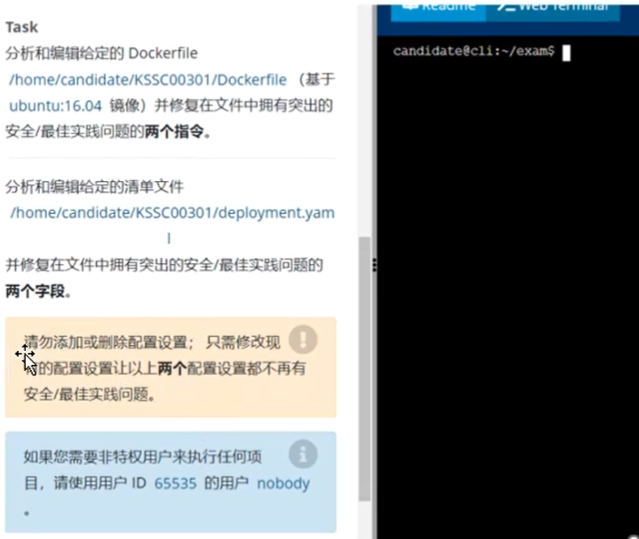 Readme
Web Terminal
Task
分析和编辑给定的 Dockerfile
/home/candidate/KSSC00301/Dockerfile （基于
ubuntu:16.04 镜像）并修复在文件中拥有突出的
安全/最佳实践问题的两个指令。
分析和编辑给定的清单文件
/home/candidate/KSSC00301/deployment.yam
l
并修复在文件中拥有突出的安全/最佳实践问题的
两个字段。
请勿添加或删除配置设置； 只需修改现
的配置设置让以上两个配置设置都不再有
安全/最佳实践问题。
如果您需要非特权用户来执行任何项
目，请使用用户 ID 65535 的用户 nobody
。
candidate@cli:~/exam$